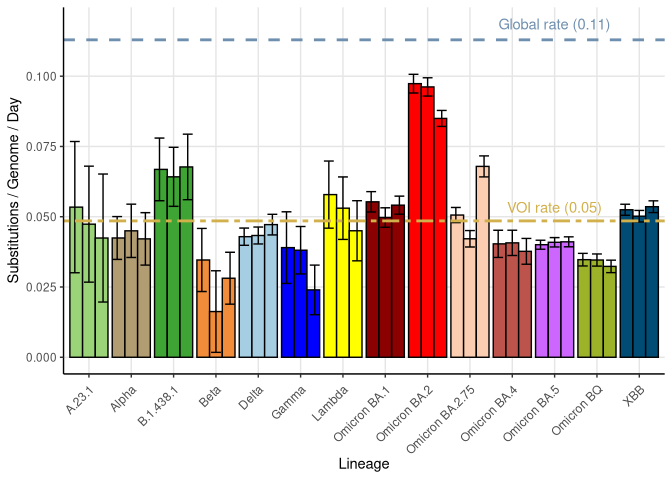 Global rate (0.11)
0.100
0.075
VOI rate (0.05)
0.050
0.025
0.000
Substitutions / Genome / Day
A.23.1
Alpha
B.1.438.1
Beta
Delta
Gamma
Lambda
Omicron BA.1
Omicron BA.2
Omicron BA.2.75
Omicron BA.4
Omicron BA.5
Omicron BQ
XBB
Lineage